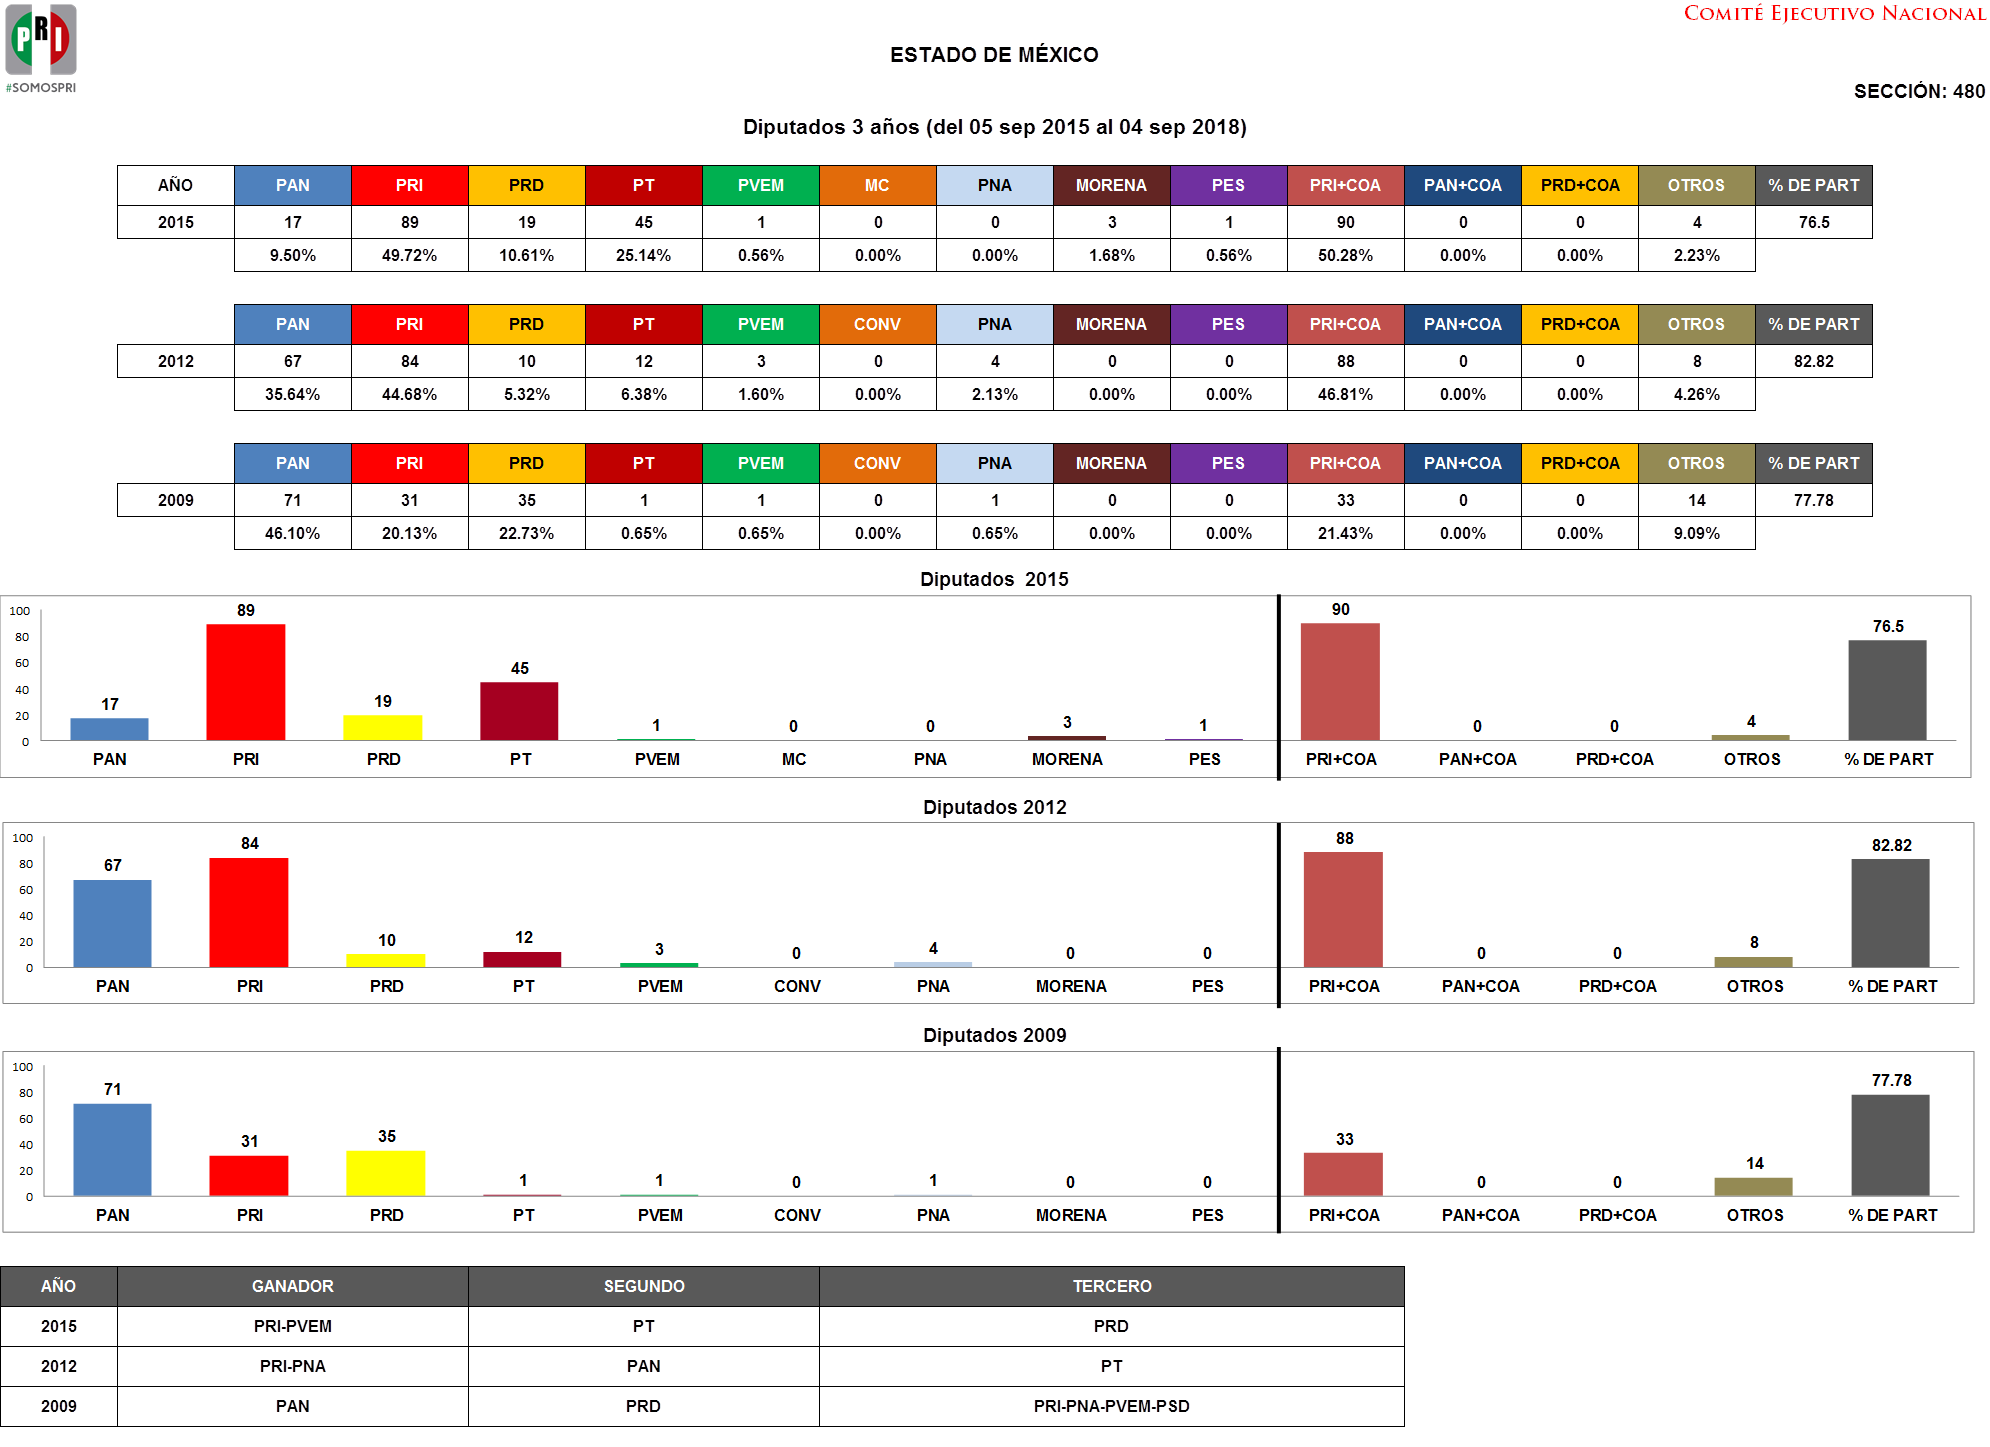 PRI
#SOMOSPRI
COMITÉ EJECUTIVO NACIONAL
ESTADO DE MÉXICO
SECCIÓN: 480
Diputados 3 años (del 05 sep 2015 al 04 sep 2018)
AÑO PAN PRI PRD PT PVEM MC PNA MORENA PES PRI+COA PAN+COA PRD+COA OTROS % DE PART
2015 17 89 19 45 1 0 0 3 1 90 0 0 4 76.5
9.50% 49.72% 10.61% 25.14% 0.56% 0.00% 0.00% 1.68% 0.56% 50.28% 0.00% 0.00% 2.23%
PAN PRI PRD PT PVEM CONV PNA MORENA PES PRI+COA PAN+COA PRD+COA OTROS % DE PART
2012 67 84 10 12 3 0 4 0 0 88 0 0 8 82.82
35.64% 44.68% 5.32% 6.38% 1.60% 0.00% 2.13% 0.00% 0.00% 46.81% 0.00% 0.00% 4.26%
PAN PRI PRD PT PVEM CONV PNA MORENA PES PRI+COA PAN+COA PRD+COA OTROS % DE PART
2009 71 31 35 1 1 0 1 0 0 33 0 0 14 77.78
46.10% 20.13% 22.73% 0.65% 0.65% 0.00% 0.65% 0.00% 0.00% 21.43% 0.00% 0.00% 9.09%
Diputados 2015
100
80
60
40
20
0
89 90 76.5 45 17 19 1 0 0 3 1 0 0 4
PAN PRI PRD PT PVEM MC PNA MORENA PES PRI+COA PAN+COA PRD+COA OTROS % DE PART
Diputados 2012
100
80
60
40
20
0
67 84 10 12 3 0 4 0 0 88 0 0 8 82.82
PAN PRI PRD PT PVEM CONV PNA MORENA PES PRI+COA PAN+COA PRD+COA OTROS % DE PART
Diputados 2009
100
80
60
40
20
0
71 31 35 1 1 0 1 0 0 33 0 0 14 77.78
PAN PRI PRD PT PVEM CONV PNA MORENA PES PRI+COA PAN+COA PRD+COA OTROS % DE PART
AÑO GANADOR SEGUNDO TERCERO
2015 PRI-PVEM PT PRD
2012 PRI-PNA PAN PT
2009 PAN PRD PRI-PNA-PVEM-PSD